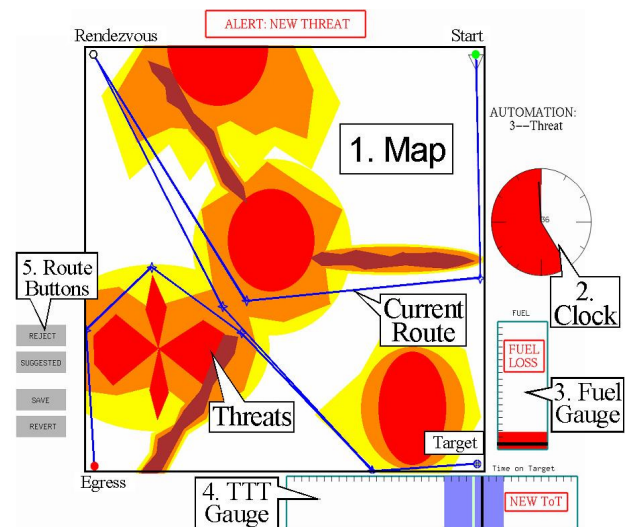 ALERT: NEW THREAT
Rendezvous
Start
AUTOMATION:
3--Threat
1. Map
36
2.
Clock
5. Route
Buttons
Current
Route
FUEL
FUEL
LOSS
3. Fuel
Gauge
REJECT
SUGGESTED
SAVE
REVERT
Threats
Target
Time on Target
Egress
4. TTT
Gauge
NEW ToT